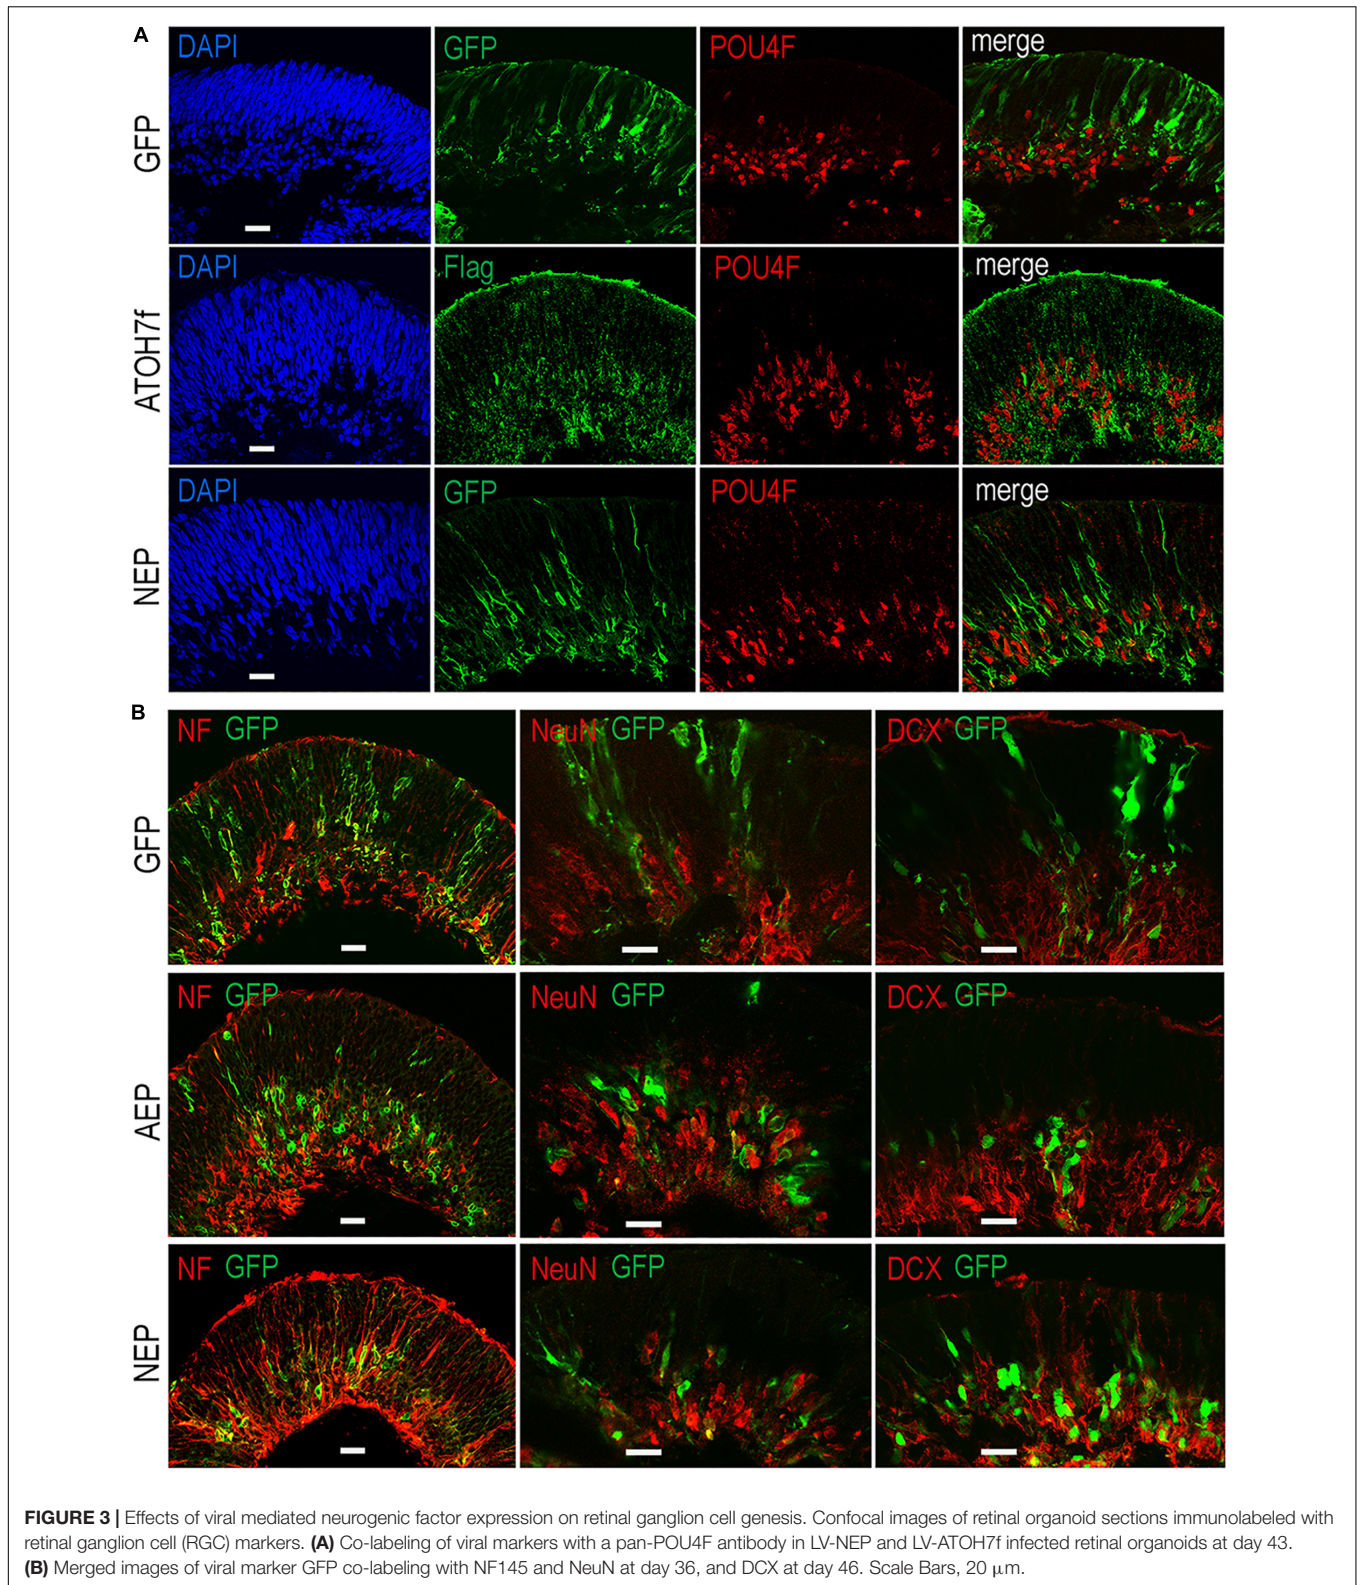 A
DAPI GFP POU4F merge
GFP
DAPI Flag POU4F merge
ATOH7f
DAPI GFP POU4F merge
NEP
B
NF GFP NeuN GFP DCX GFP
GFP
NF GFP NeuN GFP DCX GFP
AEP
NF GFP NeuN GFP DCX GFP
NEP
FIGURE 3 | Effects of viral mediated neurogenic factor expression on retinal ganglion cell genesis. Confocal images of retinal organoid sections immunolabeled with
retinal ganglion cell (RGC) markers. (A) Co-labeling of viral markers with a pan-POU4F antibody in LV-NEP and LV-ATOH7f infected retinal organoids at day 43.
(B) Merged images of viral marker GFP co-labeling with NF145 and NeuN at day 36, and DCX at day 46. Scale Bars, 20 μm.